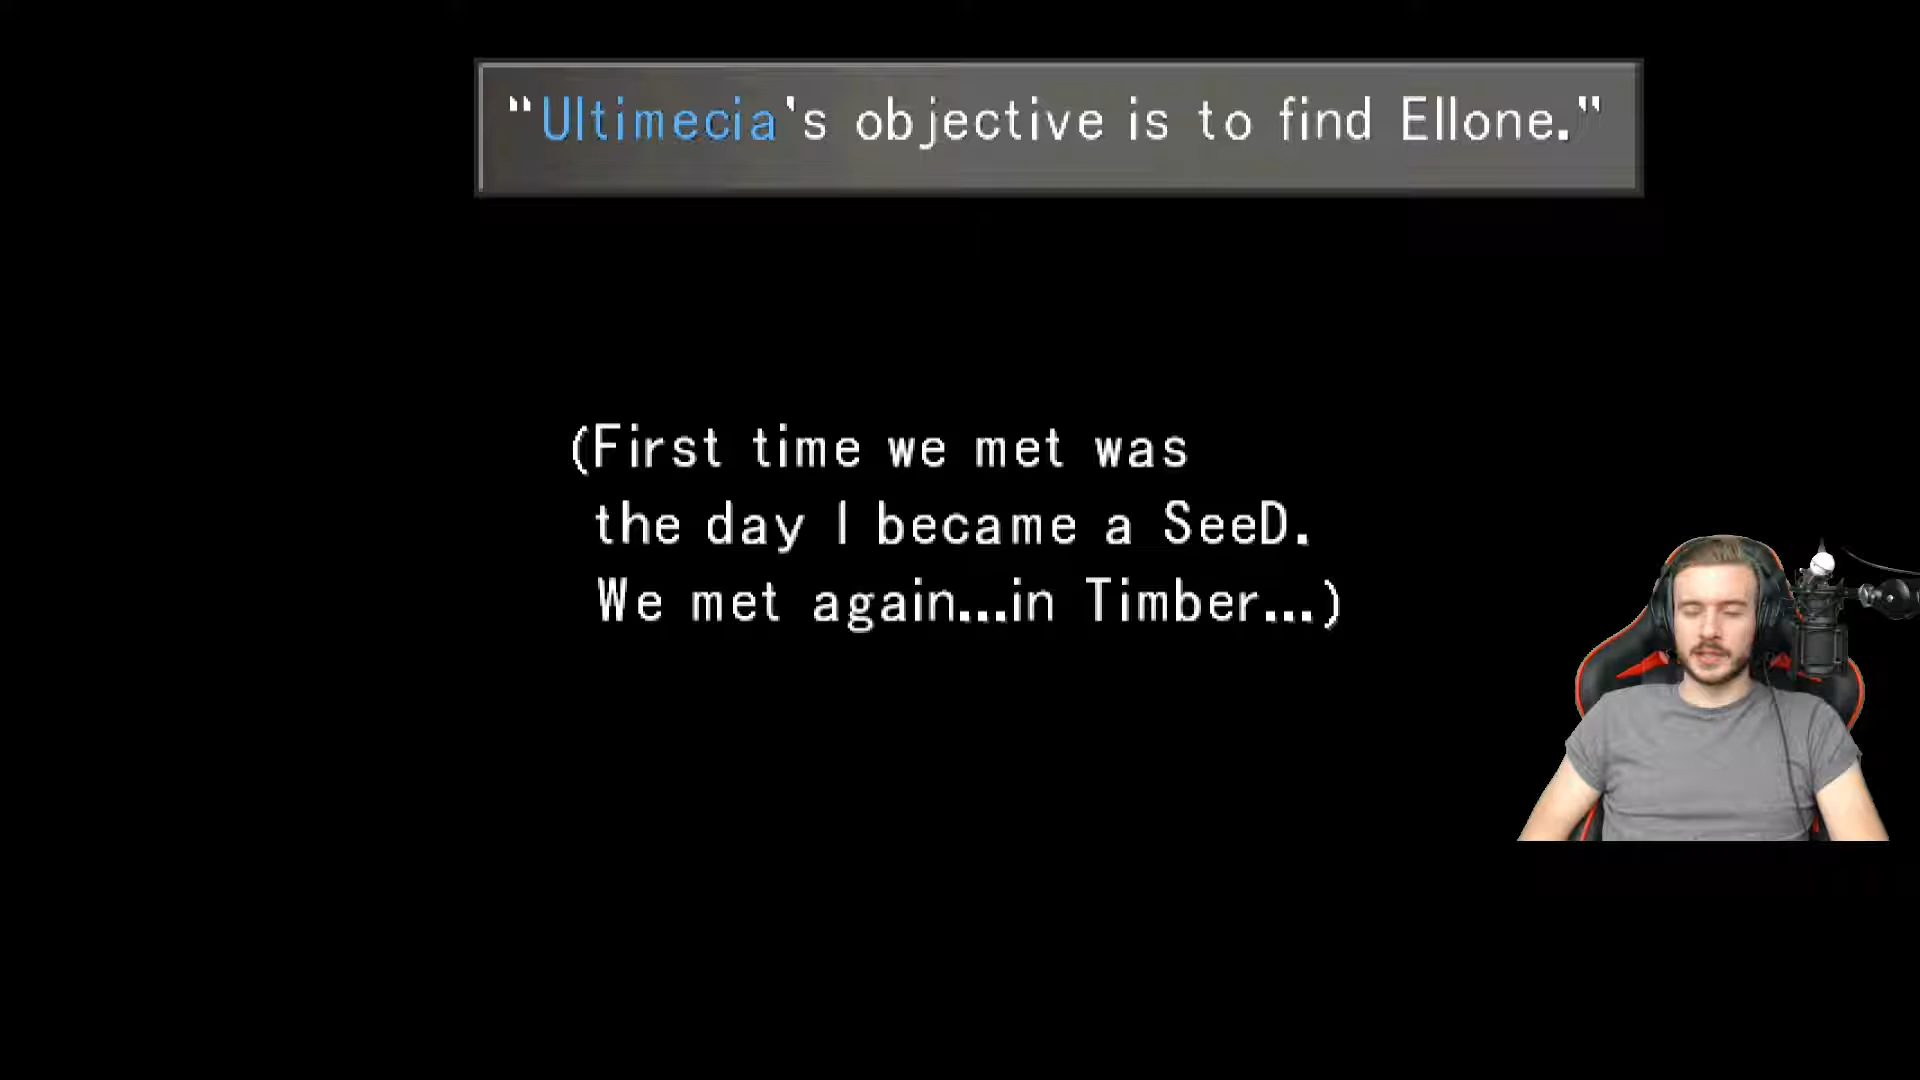 "Ultimecia's objective is to find Ellone."
(First time we met was
the day I became a SeeD.
We met again...in Timber...)